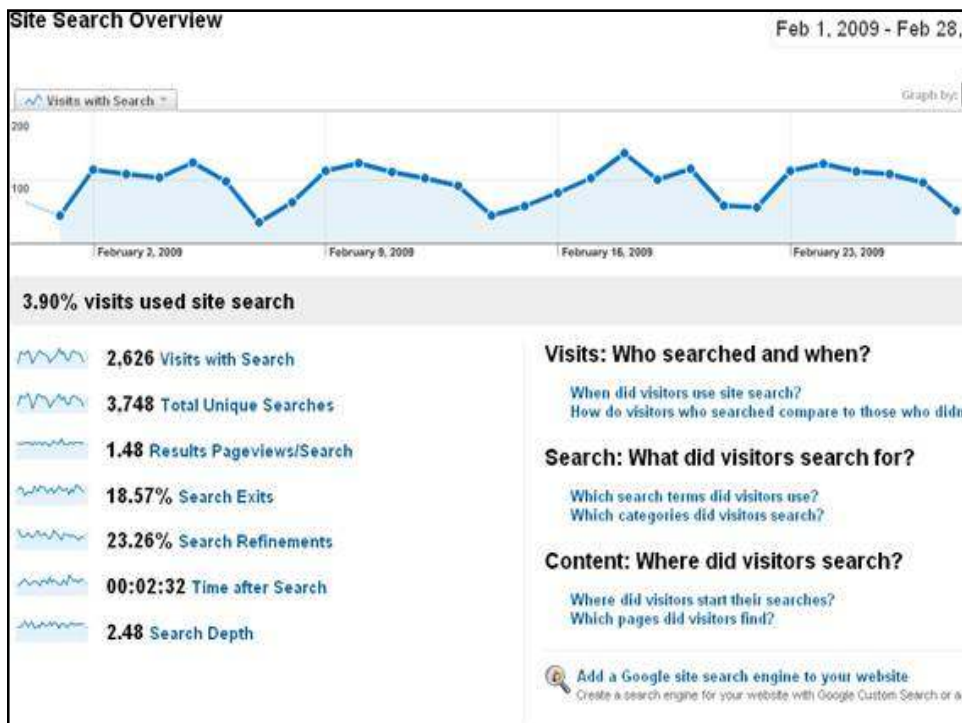 Site Search Overview
Feb 1, 2009 - Feb 28,
Visits with Search
Graph by:
200
100
February 2, 2009
February 9, 2009
February 16, 2009
February 23, 2009
3.90% visits used site search
2,626 Visits with Search
3,748 Total Unique Searches
1.48 Results Pageviews/Search
18.57% Search Exits
23.26% Search Refinements
00:02:32 Time after Search
2.48 Search Depth
Visits: Who searched and when?
When did visitors use site search?
How do visitors who searched compare to those who didn
Search: What did visitors search for?
Which search terms did visitors use?
Which categories did visitors search?
Content: Where did visitors search?
Where did visitors start their searches?
Which pages did visitors find?
Add a Google site search engine to your website
Create a search engine for your website with Google Custom Search or a